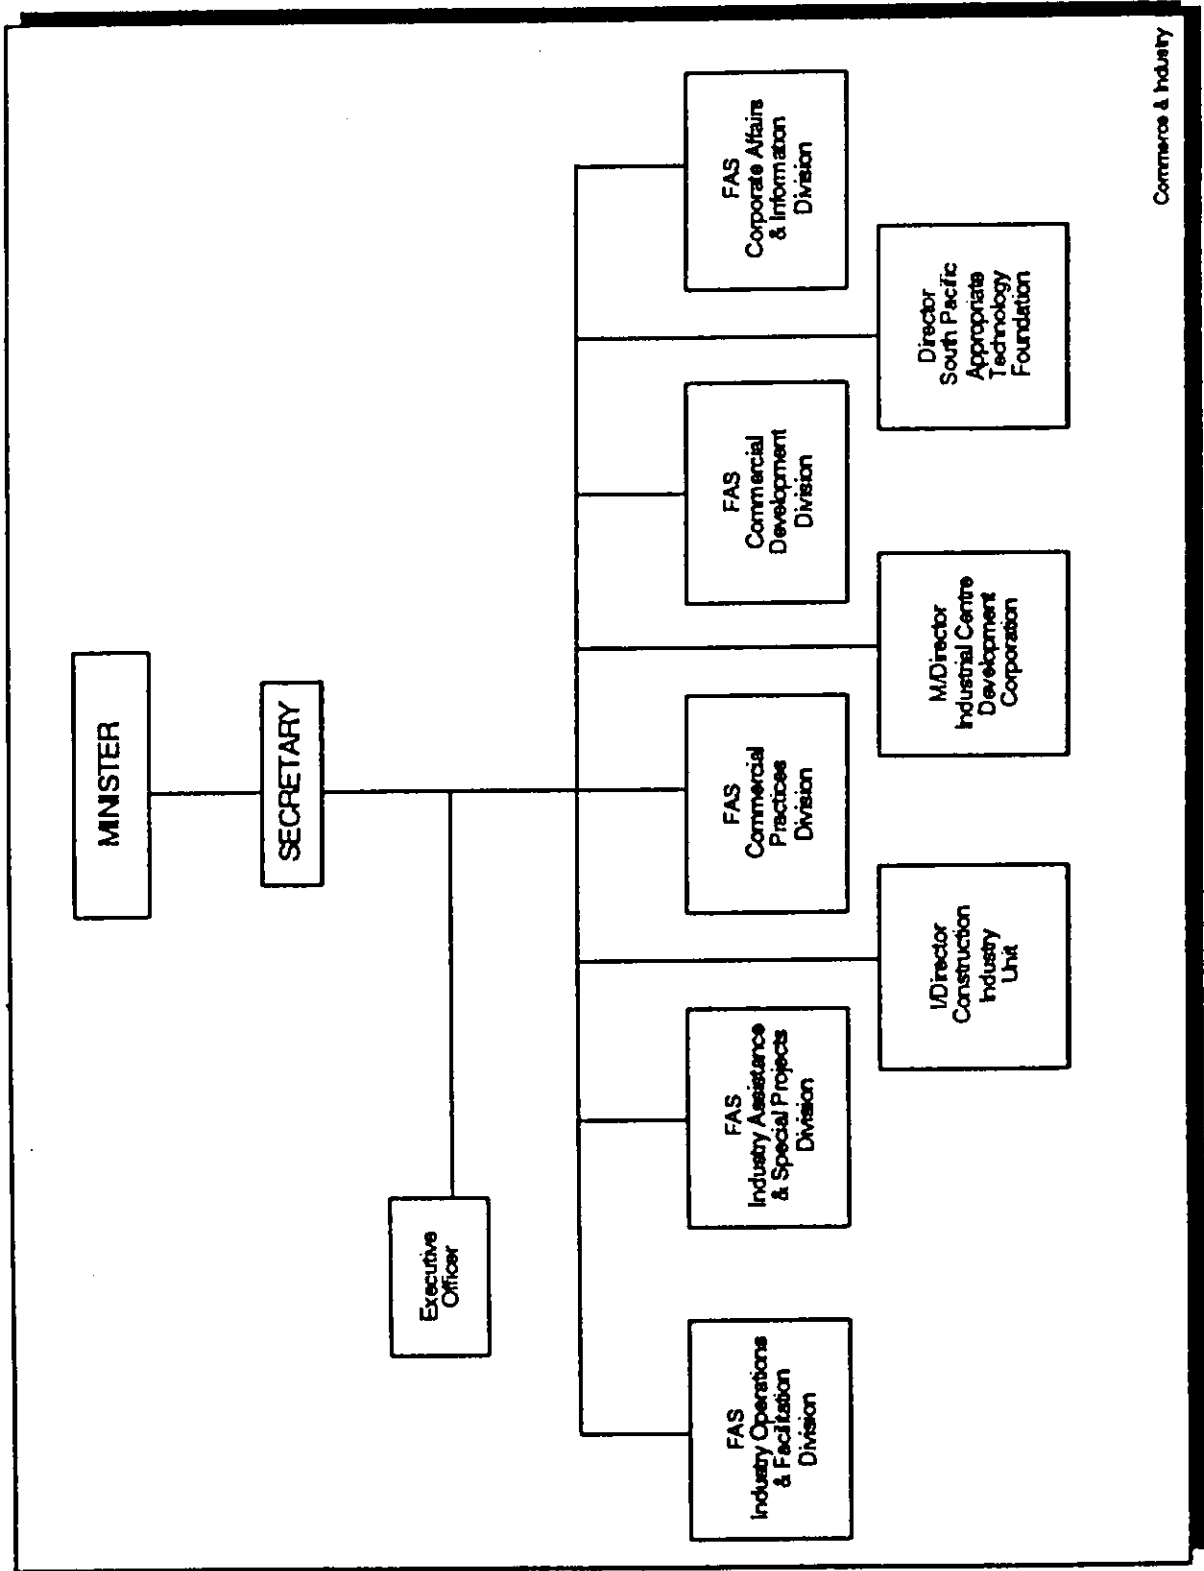 MINISTER
SECRETARY
Executive
Officer
FAS
Industry Operations
& Facilitation
Division
FAS
Industry Assistance
& Special Projects
Division
FAS
Commercial
Practices
Division
FAS
Commercial
Development
Division
FAS
Corporate Affairs
& Information
Division
I/Director
Construction
Industry
Unit
M/Director
Industrial Centre
Development
Corporation
Director
South Pacific
Appropriate
Technology
Foundation
Commerce & Industry